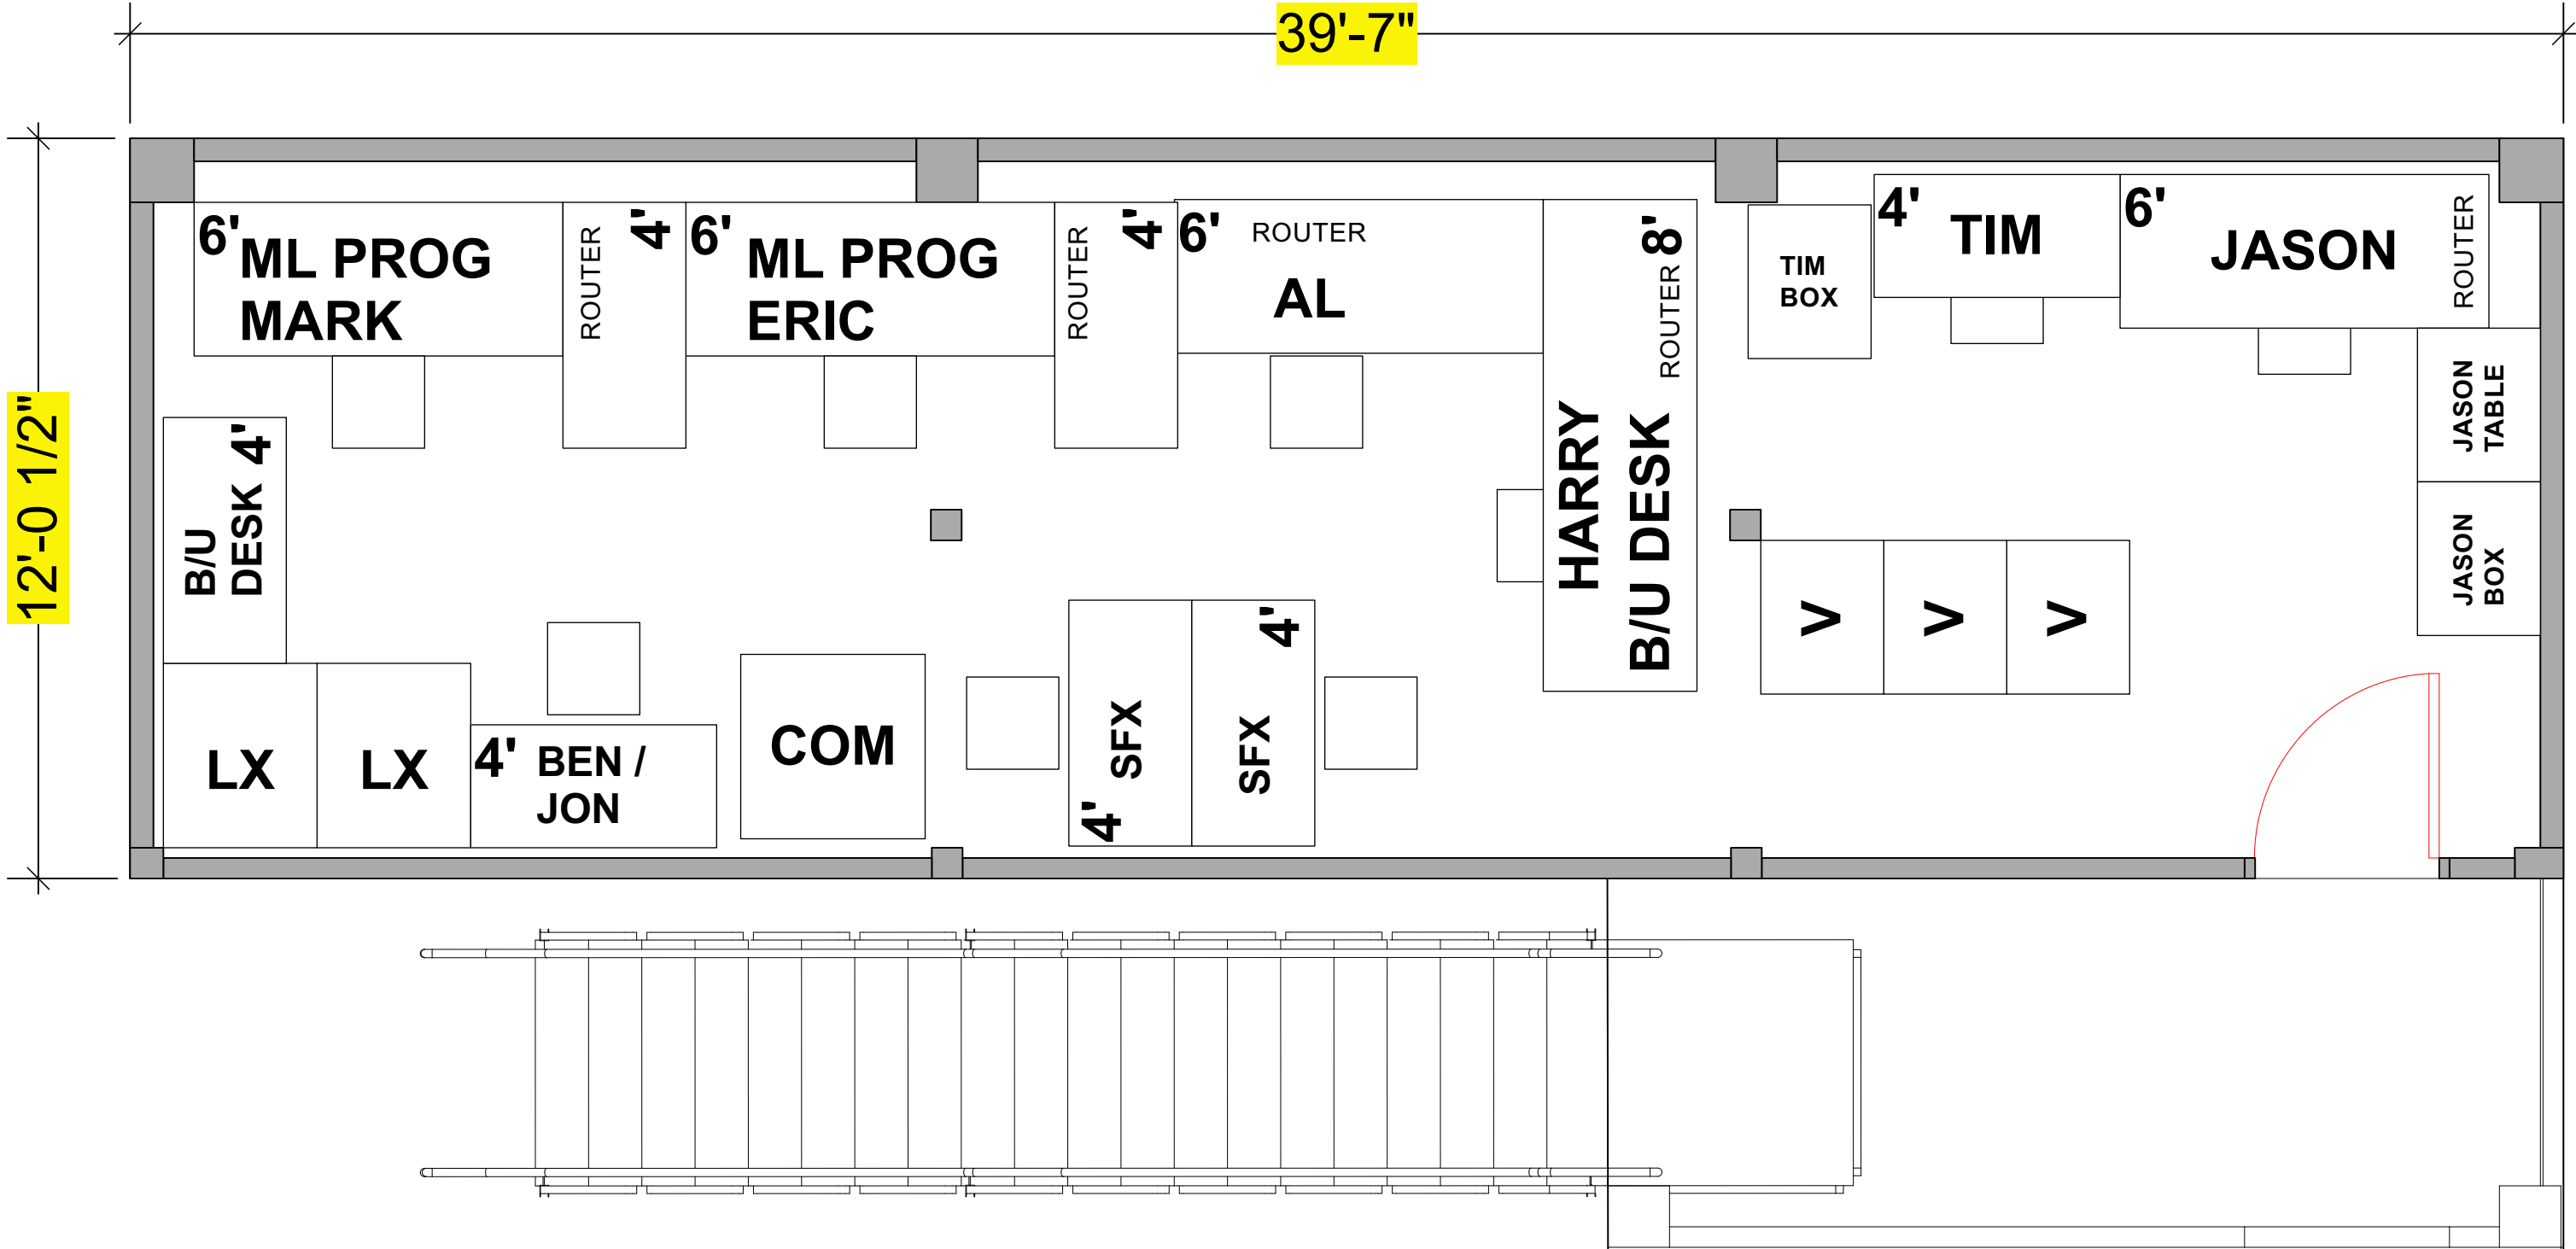 39'-7"
12'-0 1/2"
6'
ML PROG
MARK
ROUTER
4'
6'
ML PROG
ERIC
ROUTER
4'
6'
ROUTER
AL
HARRY
B/U DESK
ROUTER
8'
TIM
BOX
4'
TIM
6'
JASON
ROUTER
JASON
TABLE
JASON
BOX
B/U
DESK 4'
LX
LX
4'
BEN /
JON
COM
4'
SFX
SFX
4'
V
V
V